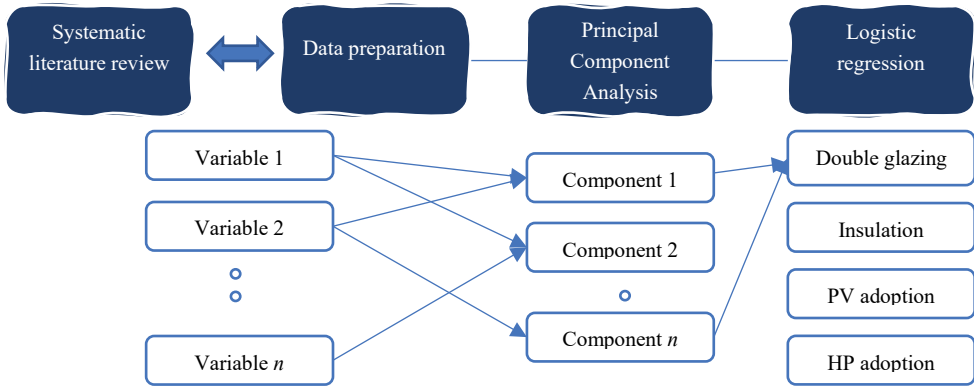 Systematic
literature review
Data preparation
Principal
Component
Analysis
Logistic
regression
Variable 1
Variable 2
Variable n
Component 1
Component 2
Component n
Double glazing
Insulation
PV adoption
HP adoption